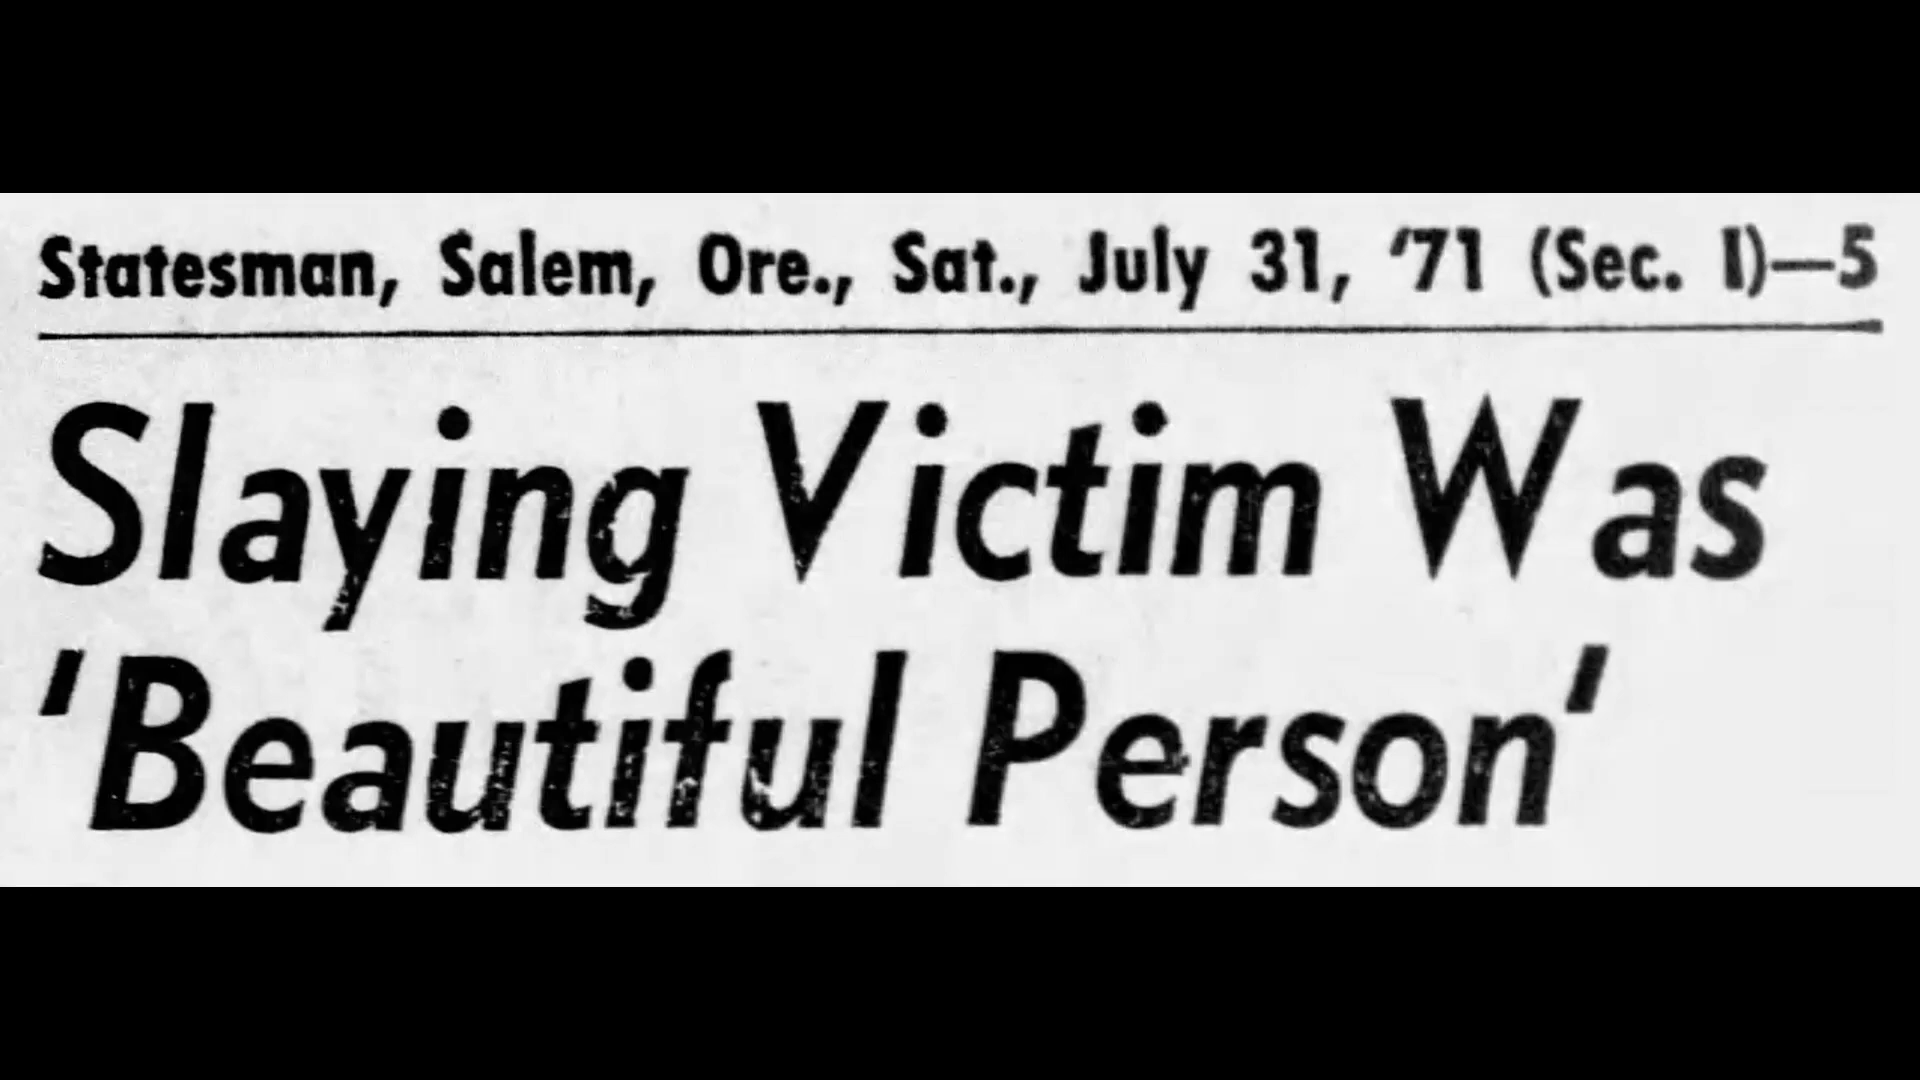 Statesman, Salem, Ore., Sat., July 31, '71 (Sec. I)—5
Slaying Victim Was
'Beautiful Person'